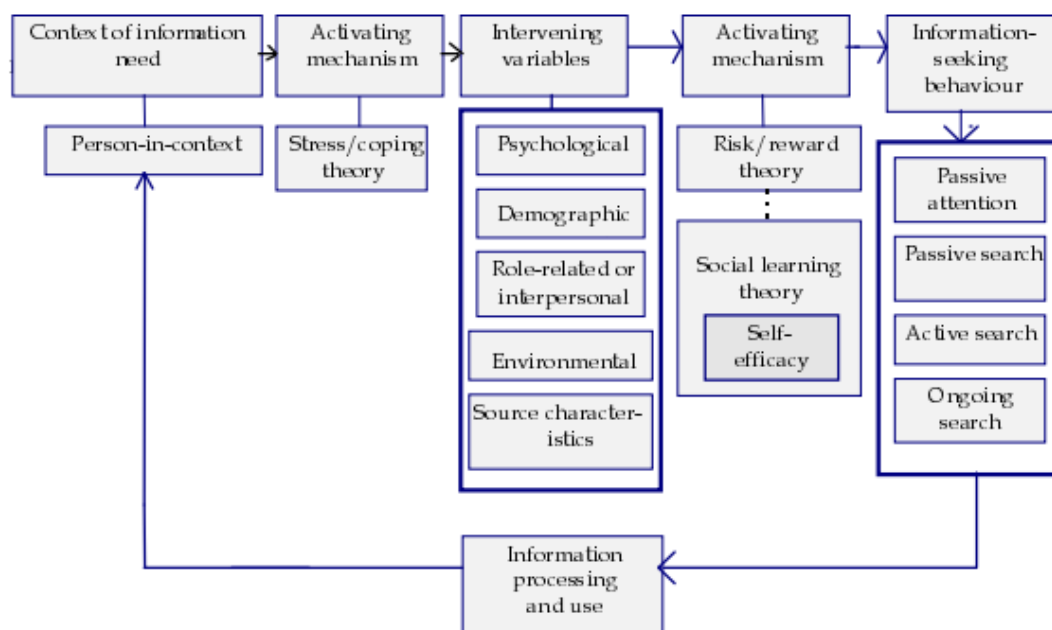 Context of information
need
Activating
mechanism
Intervening
variables
Activating
mechanism
Information-
seeking
behaviour
Person-in-context
Stress/coping
theory
Psychological
Demographic
Role-related or
interpersonal
Environmental
Source character-
istics
Risk/reward
theory
Social learning
theory
Self-
efficacy
Passive
attention
Passive search
Active search
Ongoing
search
Information
processing
and use